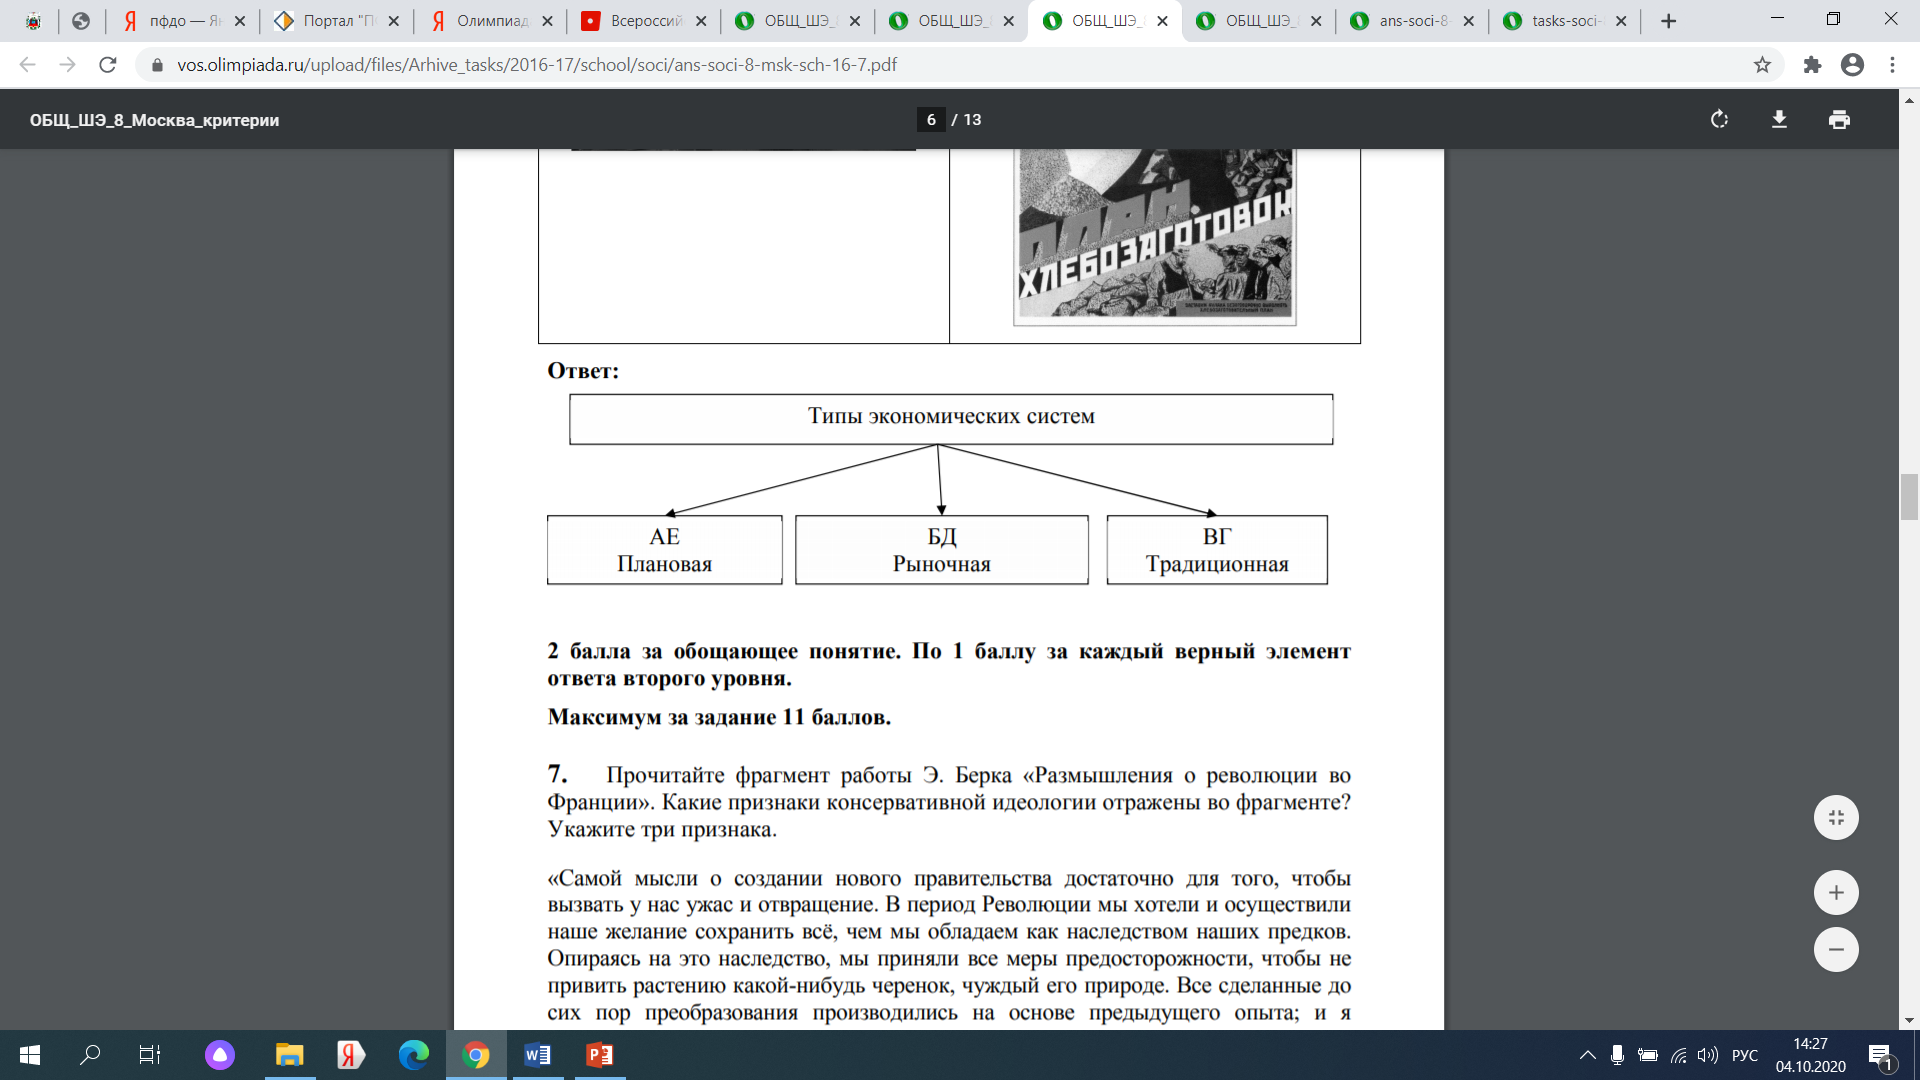 пфдо — Ян
Портал "П
Олимпиад
Всероссий
ОБЩ_ШЭ_
ОБЩ_ШЭ_
ОБЩ_ШЭ_
ОБЩ_ШЭ_
ans-soci-8-
tasks-soci-
vos.olimpiada.ru/upload/files/Arhive_tasks/2016-17/school/soci/ans-soci-8-msk-sch-16-7.pdf
ОБЩ_ШЭ_8_Москва_критерии
6 / 13
ПЛАН
ХЛЕБОЗАГОТОВОК
Ответ:
Типы экономических систем
АЕ
Плановая
БД
Рыночная
ВГ
Традиционная
2 балла за обощающее понятие. По 1 баллу за каждый верный элемент
ответа второго уровня.
Максимум за задание 11 баллов.
7. Прочитайте фрагмент работы Э. Берка «Размышления о революции во
Франции». Какие признаки консервативной идеологии отражены во фрагменте?
Укажите три признака.
«Самой мысли о создании нового правительства достаточно для того, чтобы
вызвать у нас ужас и отвращение. В период Революции мы хотели и осуществили
наше желание сохранить всё, чем мы обладаем как наследством наших предков.
Опираясь на это наследство, мы приняли все меры предосторожности, чтобы не
привить растению какой-нибудь черенок, чуждый его природе. Все сделанные до
сих пор преобразования производились на основе предыдущего опыта; и я
РУС
14:27
04.10.2020
1